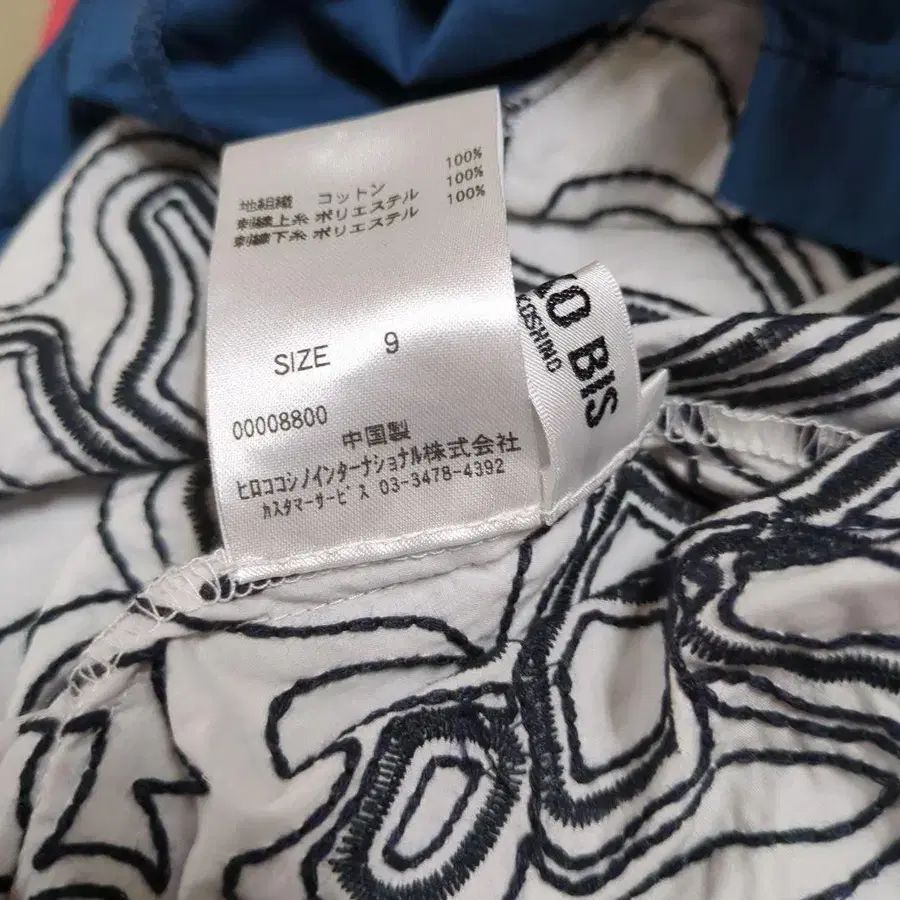 地組織 コットン 100%
刺繍上糸 ポリエステル 100%
刺繍下糸 ポリエステル 100%
SIZE 9
00008800
中国製
ヒロココシノインターナショナル株式会社
カスタマーサービス 03-3478-4392
KO BIS
KOSHINO